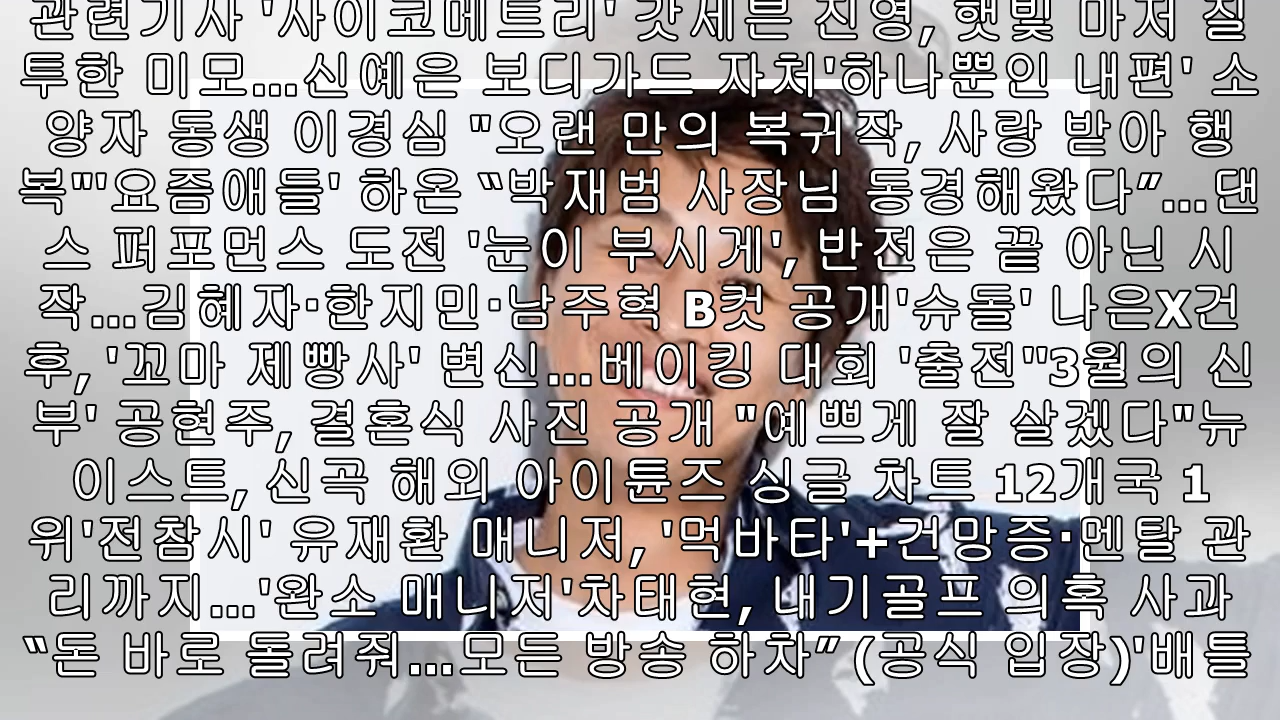 관련기사 '사이코메트리' 갓세븐 진영, 햇빛 마저 질
투한 미모...신예은 보디가드 자처'하나뿐인 내편' 소
양자 동생 이경심 "오랜 만의 복귀작, 사랑 받아 행
복"'요즘애들' 하온 “박재범 사장님 동경해왔다”...댄
스 퍼포먼스 도전 '눈이 부시게', 반전은 끝 아닌 시
작...김혜자·한지민·남주혁 B컷 공개'슈돌' 나은X건
후, '꼬마 제빵사' 변신...베이킹 대회 '출전''3월의 신
부' 공현주, 결혼식 사진 공개 "예쁘게 잘 살겠다"뉴
이스트, 신곡 해외 아이튠즈 싱글 차트 12개국 1
위'전참시' 유재환 매니저, '먹바타'+건망증·멘탈 관
리까지...'완소 매니저'차태현, 내기골프 의혹 사과
“돈 바로 돌려줘...모든 방송 하차” (공식 입장)'배틀